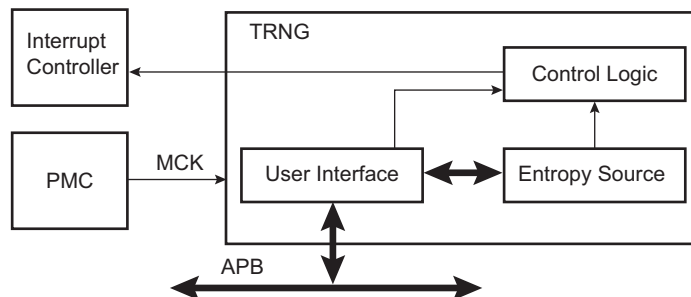 Interrupt
Controller
TRNG
Control Logic
PMC
MCK
User Interface
Entropy Source
APB